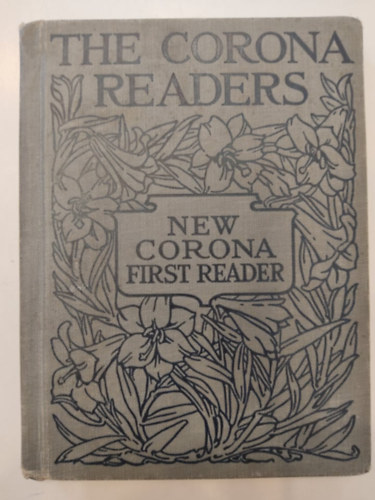 THE CORONA
READERS
NEW
CORONA
FIRST READER